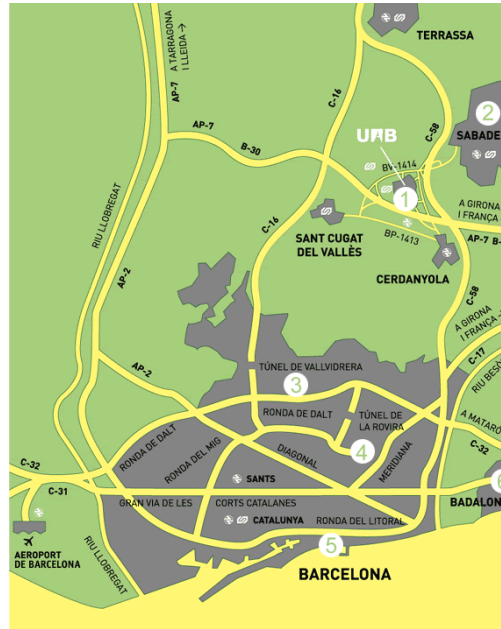 TERRASSA
A TARRAGONA
I LLEIDA →
AP-7
C-16
C-58
2
SABADE
AP-7
B-30
UAB
BV-1414
1
RIU LLOBREGAT
C-16
SANT CUGAT
DEL VALLÈS
BP-1413
A GIRONA
I FRANÇA
AP-7 B-
CERDANYOLA
AP-2
C-58
A GIRONA
I FRANÇA →
C-17
RIU BESÒ
AP-2
TÚNEL DE VALLVIDRERA
3
RONDA DE DALT
TÚNEL DE
LA ROVIRA
A MATARÓ
C-32
RONDA DE DALT
RONDA DEL MIG
DIAGONAL
4
MERIDIANA
C-32
C-31
SANTS
6
BADALON
GRAN VIA DE LES
CORTS CATALANES
CATALUNYA
RONDA DEL LITORAL
AEROPORT
DE BARCELONA
RIU LLOBREGAT
5
BARCELONA